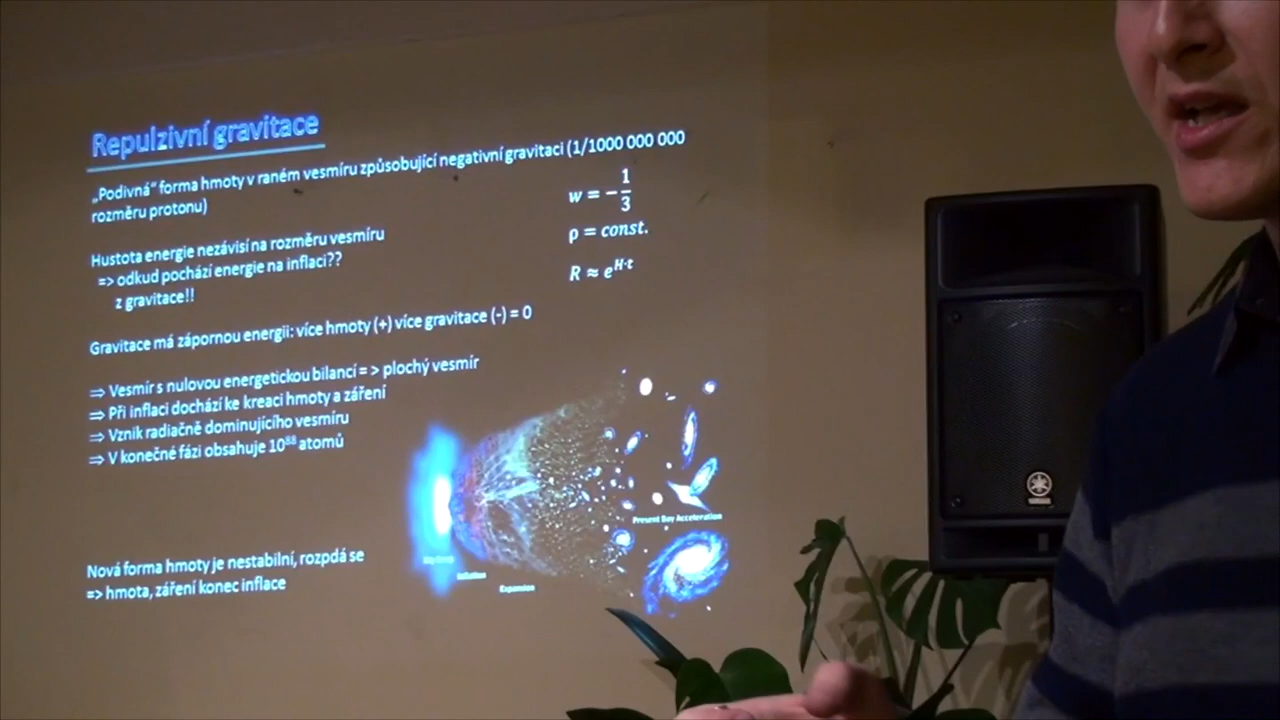 Repulzivní gravitace
„Podivná“ forma hmoty v raném vesmíru způsobující negativní gravitaci (1/1000 000 000
rozměru protonu)
w = −1/3
Hustota energie nezávisí na rozměru vesmíru
ρ = const.
=> odkud pochází energie na inflaci??
R ≈ e^{H·t}
z gravitace!!
Gravitace má zápornou energii: více hmoty (+) více gravitace (-) = 0
⇒ Vesmír s nulovou energetickou bilancí = > plochý vesmír
⇒ Při inflaci dochází ke kreaci hmoty a záření
⇒ Vznik radiačně dominujícího vesmíru
⇒ V konečné fázi obsahuje 10^88 atomů
Present Day Acceleration
Inflation
Expansion
Nová forma hmoty je nestabilní, rozpdá se
=> hmota, záření konec inflace